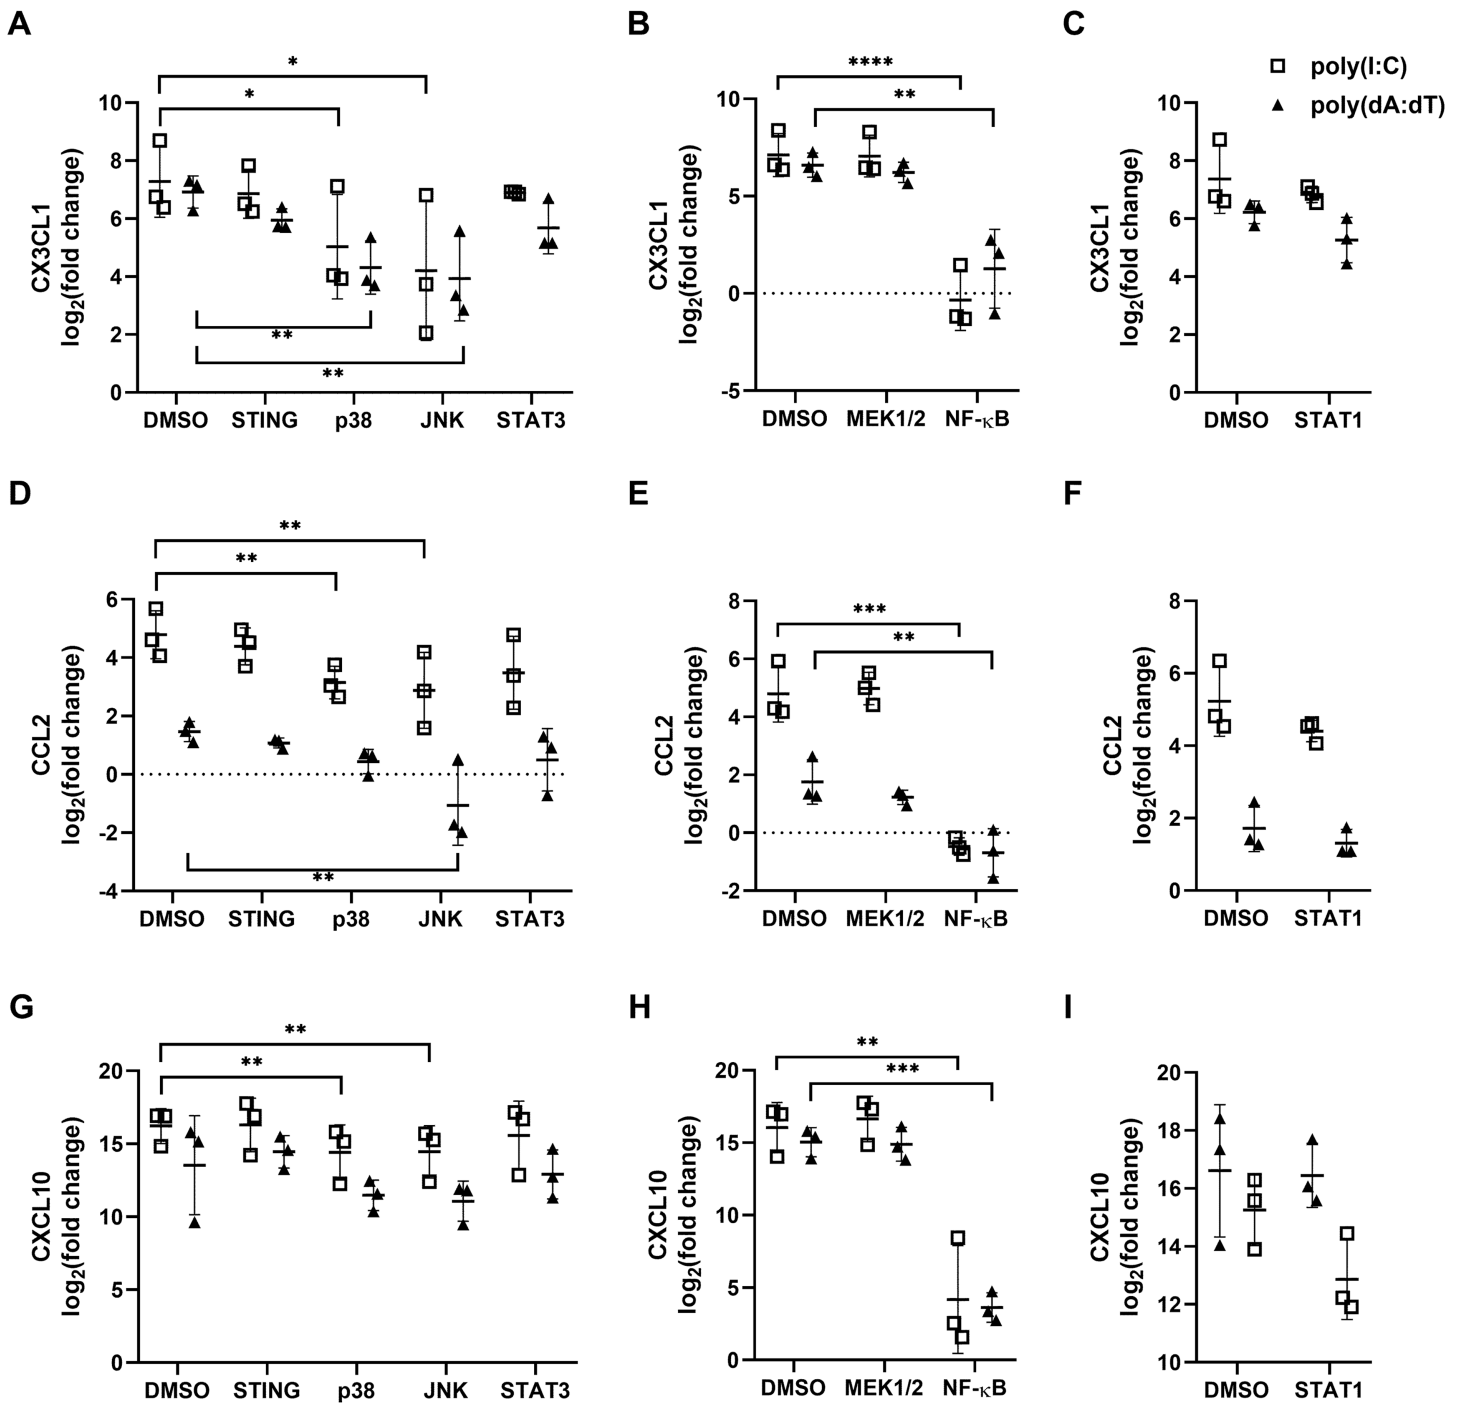 A
*
*
10
8
6
4
2
0
CX3CL1
log2(fold change)
**
**
DMSO STING p38 JNK STAT3
B
****
**
10
5
0
-5
CX3CL1
log2(fold change)
DMSO MEK1/2 NF-κB
C
poly(I:C)
poly(dA:dT)
10
8
6
4
2
0
CX3CL1
log2(fold change)
DMSO STAT1
D
**
**
6
4
2
0
-2
-4
CCL2
log2(fold change)
**
DMSO STING p38 JNK STAT3
E
***
**
8
6
4
2
0
-2
CCL2
log2(fold change)
DMSO MEK1/2 NF-κB
F
8
6
4
2
0
CCL2
log2(fold change)
DMSO STAT1
G
**
**
20
15
10
5
0
CXCL10
log2(fold change)
DMSO STING p38 JNK STAT3
H
**
***
20
15
10
5
0
CXCL10
log2(fold change)
DMSO MEK1/2 NF-κB
I
20
18
16
14
12
10
CXCL10
log2(fold change)
DMSO STAT1